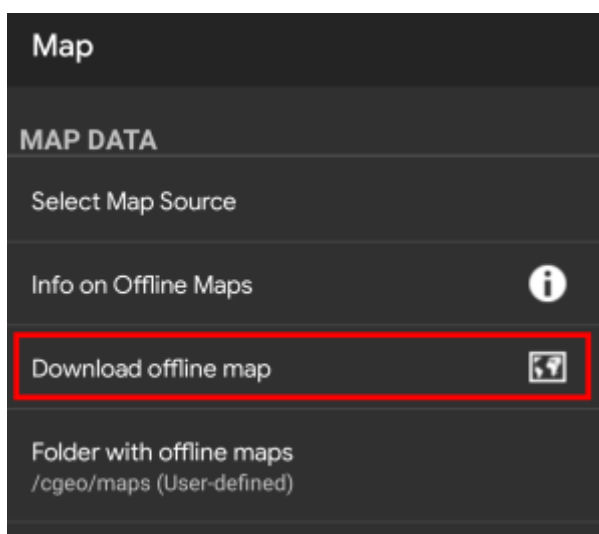 Map
MAP DATA
Select Map Source
Info on Offline Maps
Download offline map
Folder with offline maps
/cgeo/maps (User-defined)